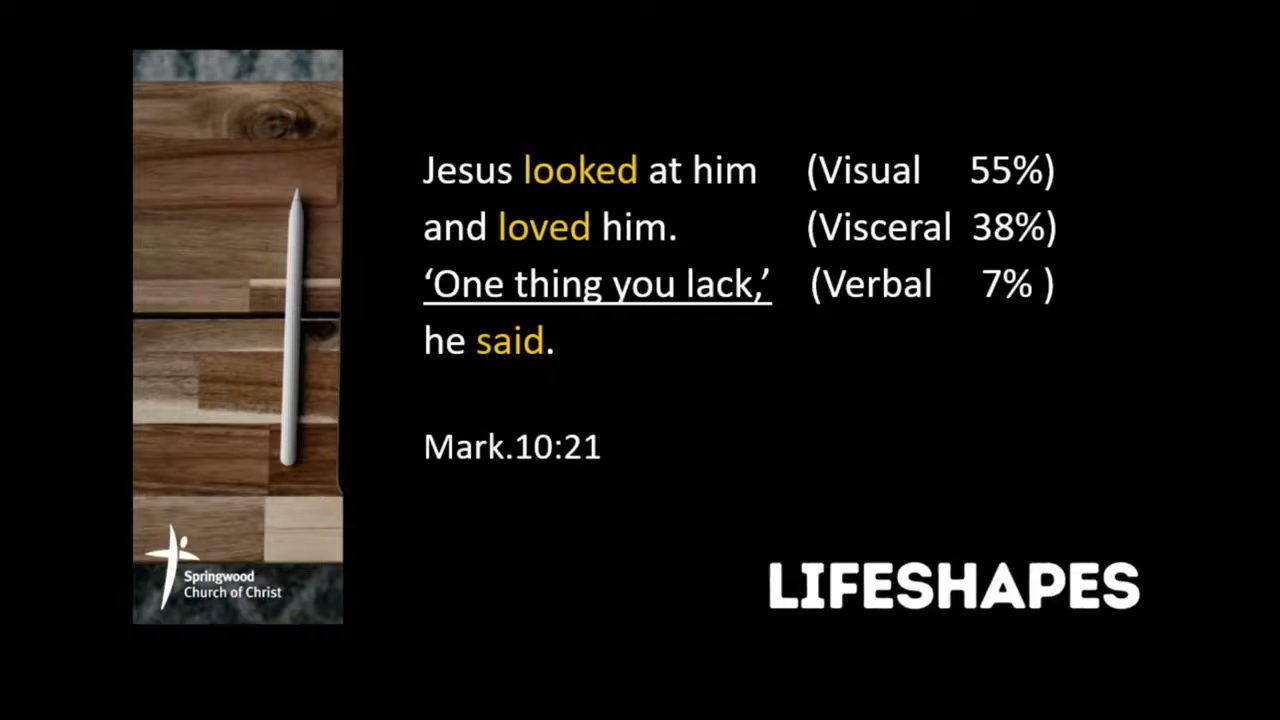 Jesus looked at him (Visual 55%)
and loved him. (Visceral 38%)
‘One thing you lack,’ (Verbal 7% )
he said.
Mark.10:21
Springwood
Church of Christ
LIFESHAPES